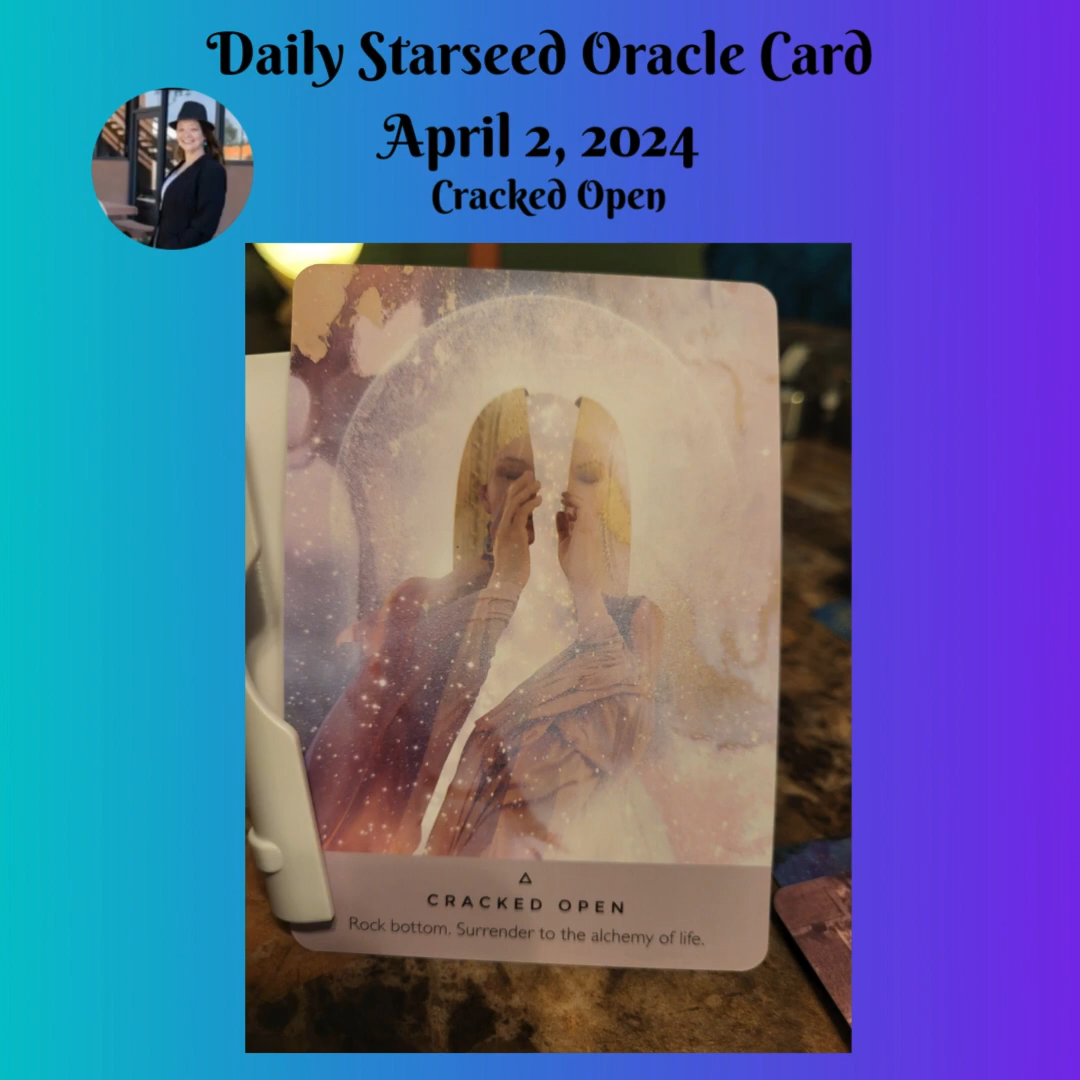 Daily Starseed Oracle Card
April 2, 2024
Cracked Open
CRACKED OPEN
Rock bottom. Surrender to the alchemy of life.